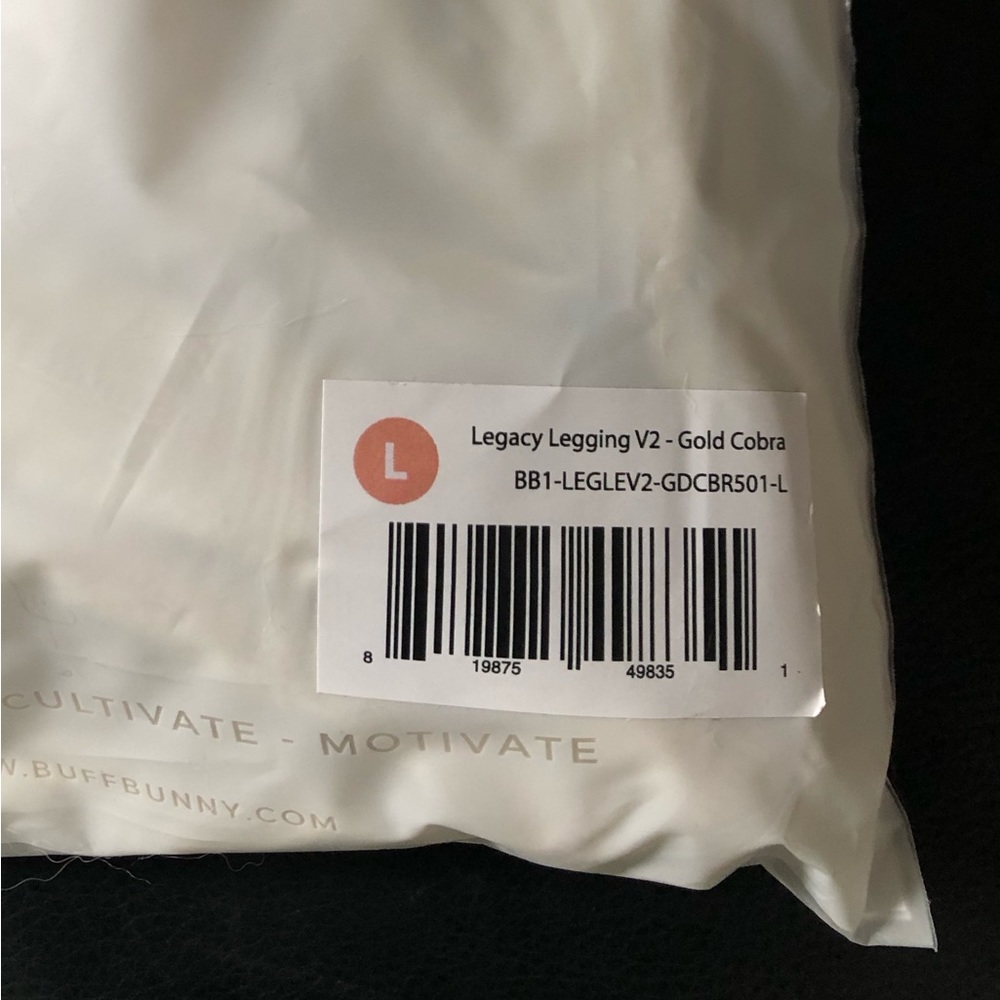 L
Legacy Legging V2 - Gold Cobra
BB1-LEGLEV2-GDCBR501-L
8 19875 49835 1
CULTIVATE - MOTIVATE
W.BUFFBUNNY.COM